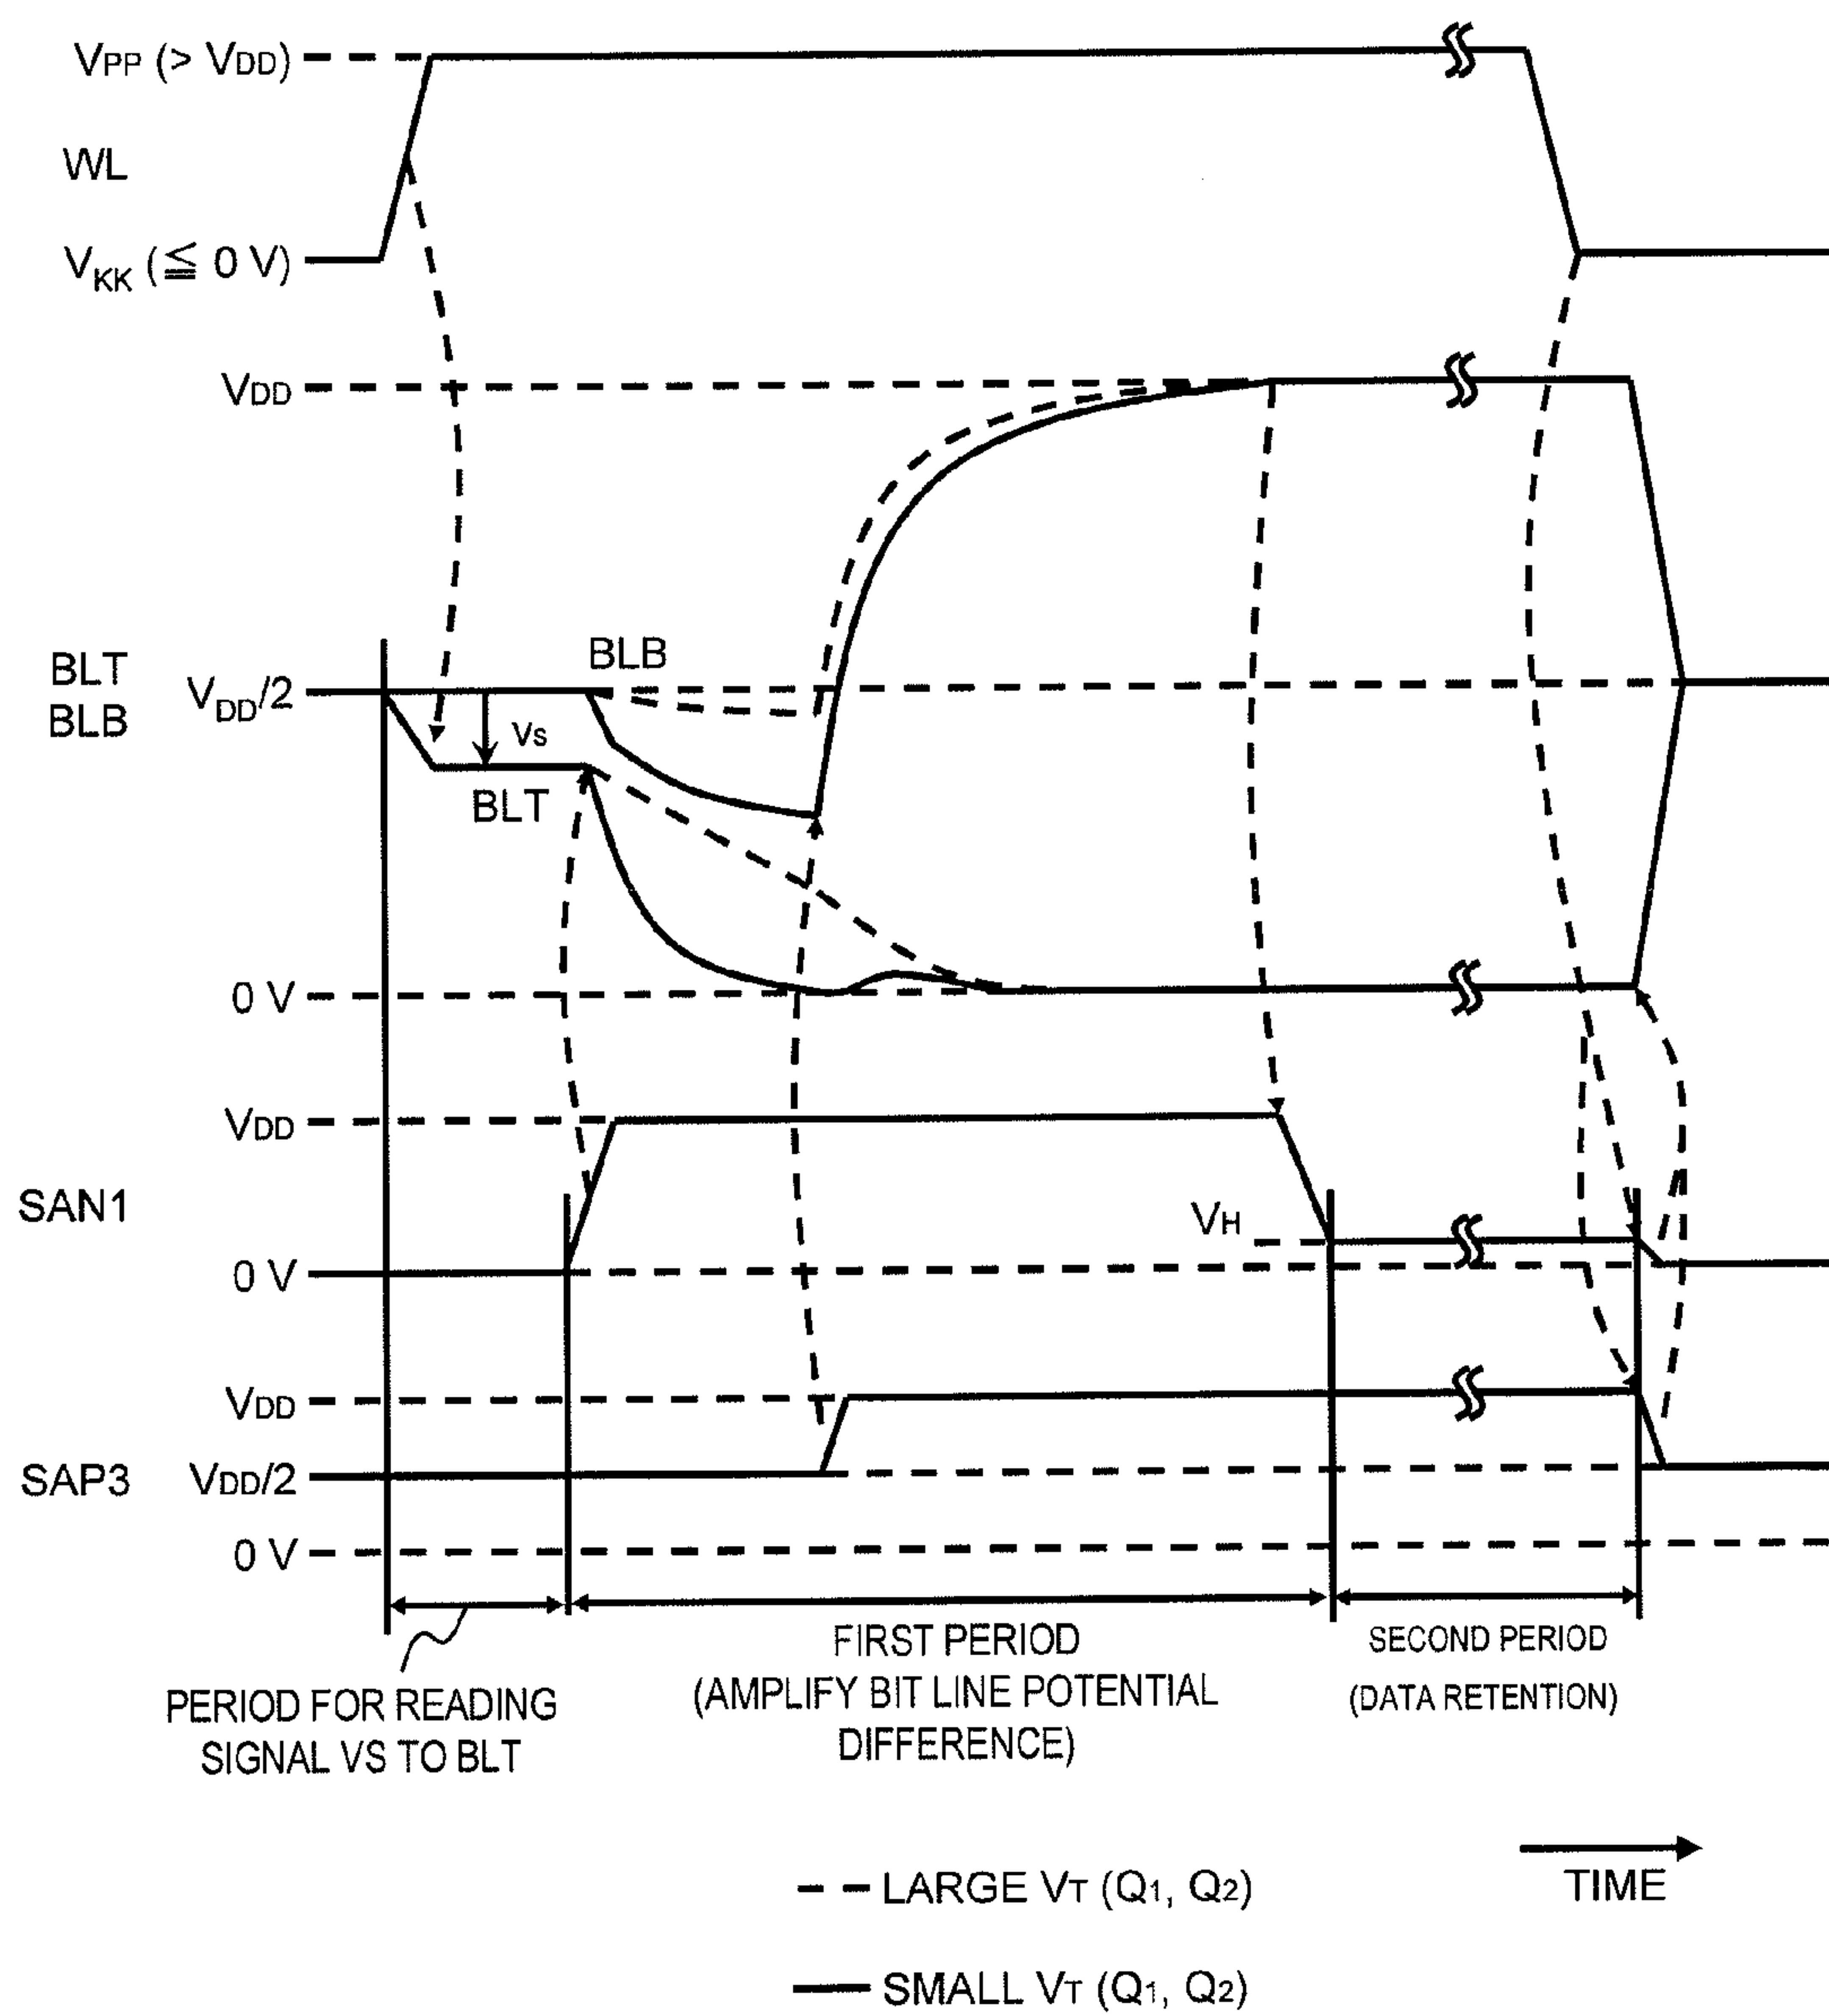 VPP (> VDD)
WL
VKK (≦ 0 V)
VDD
BLT
BLB
VDD/2
BLB
Vs
BLT
0 V
VDD
SAN1
VH
0 V
VDD
SAP3
VDD/2
0 V
PERIOD FOR READING
SIGNAL VS TO BLT
FIRST PERIOD
(AMPLIFY BIT LINE POTENTIAL
DIFFERENCE)
SECOND PERIOD
(DATA RETENTION)
TIME
LARGE VT (Q1, Q2)
SMALL VT (Q1, Q2)